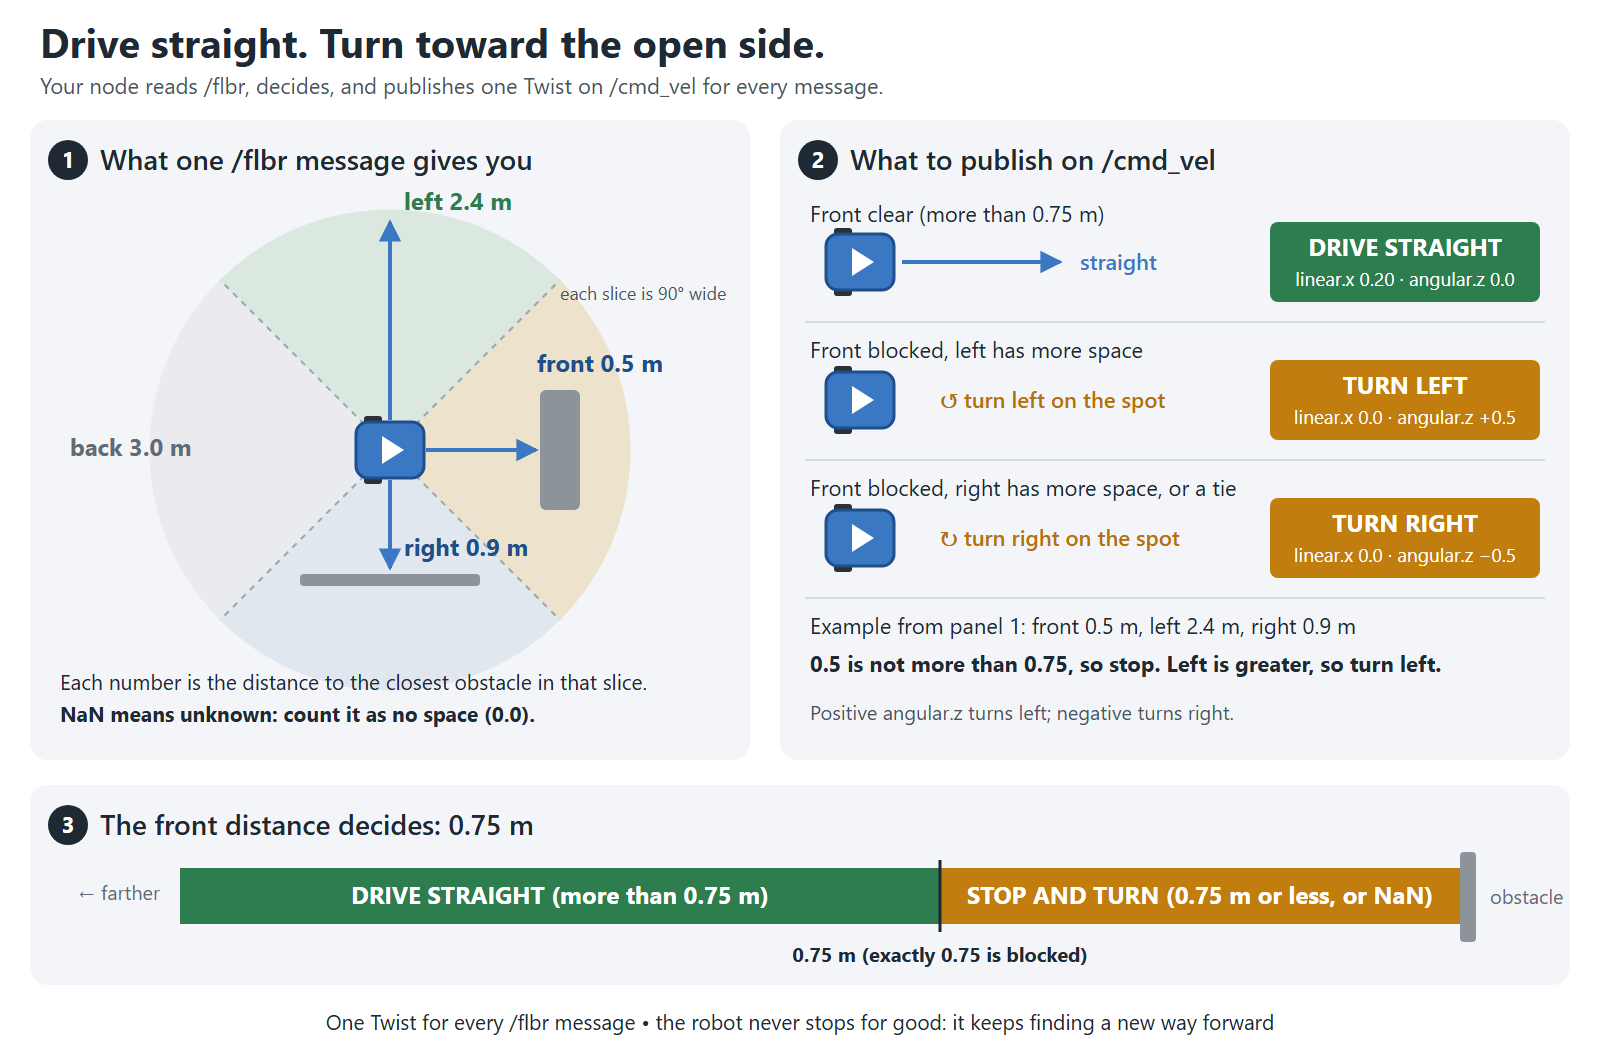 Drive straight. Turn toward the open side.
Your node reads /flbr, decides, and publishes one Twist on /cmd_vel for every message.
1 What one /flbr message gives you
left 2.4 m
each slice is 90° wide
front 0.5 m
back 3.0 m
right 0.9 m
Each number is the distance to the closest obstacle in that slice.
NaN means unknown: count it as no space (0.0).
2 What to publish on /cmd_vel
Front clear (more than 0.75 m)
straight
DRIVE STRAIGHT
linear.x 0.20 · angular.z 0.0
Front blocked, left has more space
↺ turn left on the spot
TURN LEFT
linear.x 0.0 · angular.z +0.5
Front blocked, right has more space, or a tie
↻ turn right on the spot
TURN RIGHT
linear.x 0.0 · angular.z −0.5
Example from panel 1: front 0.5 m, left 2.4 m, right 0.9 m
0.5 is not more than 0.75, so stop. Left is greater, so turn left.
Positive angular.z turns left; negative turns right.
3 The front distance decides: 0.75 m
← farther
DRIVE STRAIGHT (more than 0.75 m)
STOP AND TURN (0.75 m or less, or NaN)
obstacle
0.75 m (exactly 0.75 is blocked)
One Twist for every /flbr message • the robot never stops for good: it keeps finding a new way forward